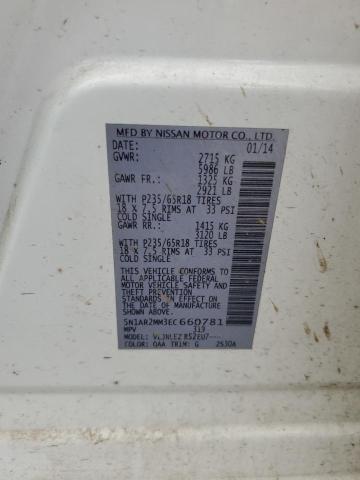 MFD BY NISSAN MOTOR CO., LTD.
DATE: 01/14
GVWR: 2715 KG
5986 LB
GAWR FR.: 1325 KG
2921 LB
WITH P235/65R18 TIRES
18 X 7.5 RIMS AT 33 PSI
COLD SINGLE
GAWR RR.: 1415 KG
3120 LB
WITH P235/65R18 TIRES
18 X 7.5 RIMS AT 33 PSI
COLD SINGLE
THIS VEHICLE CONFORMS TO
ALL APPLICABLE FEDERAL
MOTOR VEHICLE SAFETY AND
THEFT PREVENTION
STANDARDS IN EFFECT ON THE
DATE OF MANUFACTURE
SHOWN ABOVE.
5N1AR2MM3EC660781
MPV 319
MODEL:
COLOR: QAA TRIM: G 2530A